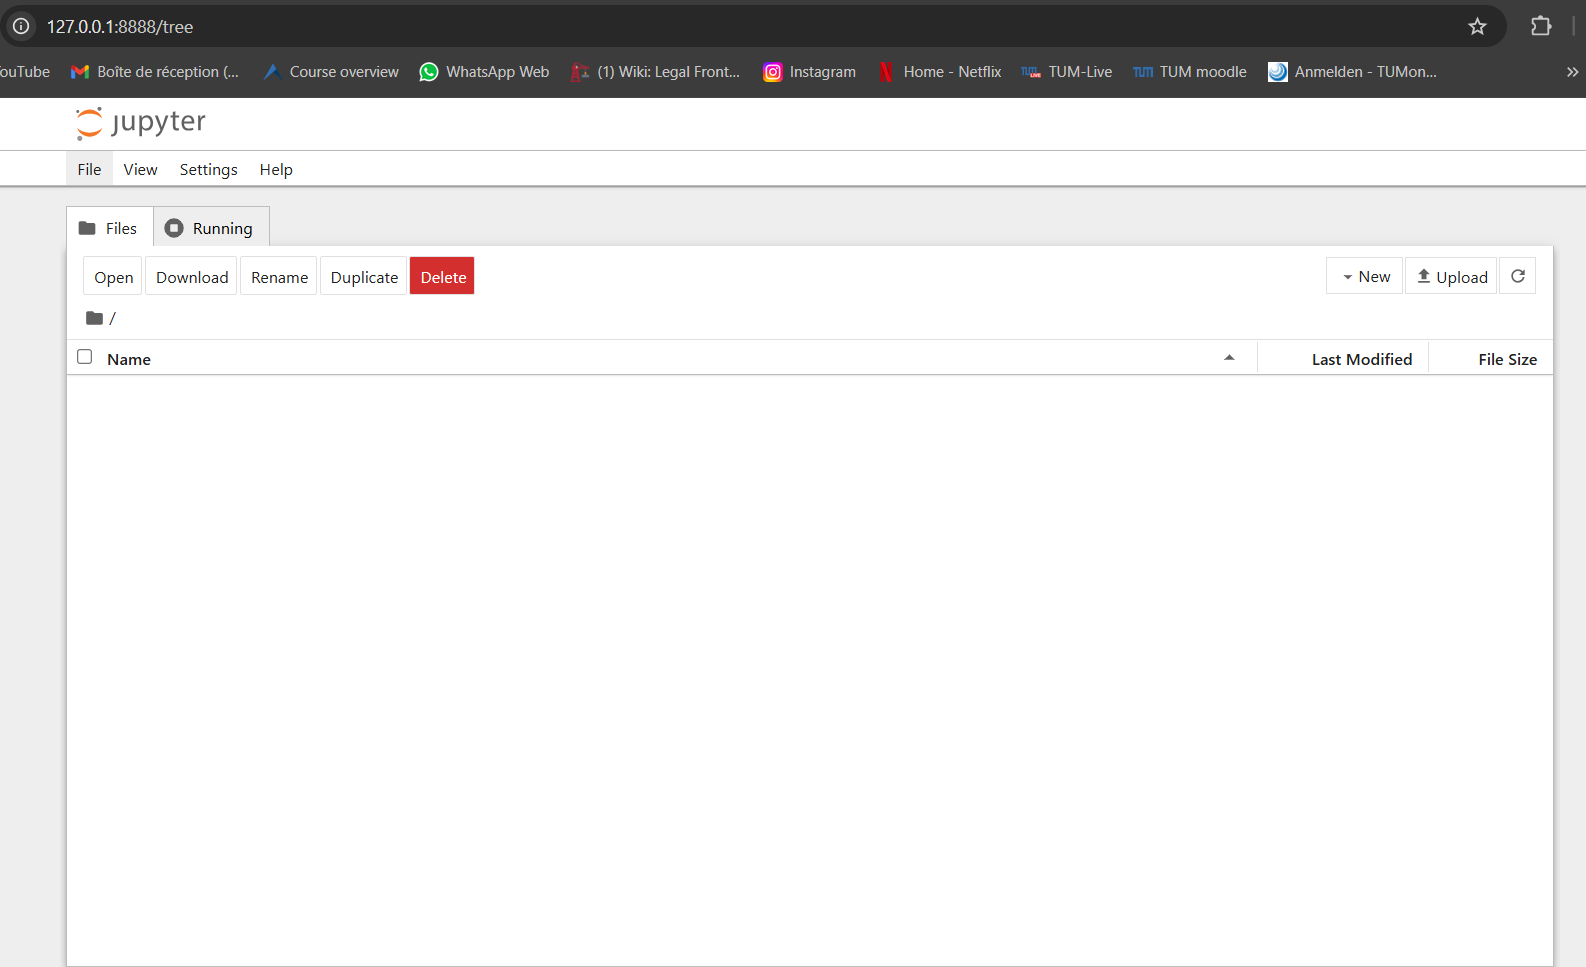 127.0.0.1:8888/tree
ouTube Boîte de réception (... Course overview WhatsApp Web (1) Wiki: Legal Front... Instagram Home - Netflix TUM-Live TUM moodle Anmelden - TUMon... »
jupyter
File View Settings Help
Files Running
Open Download Rename Duplicate Delete New Upload
/
Name Last Modified File Size